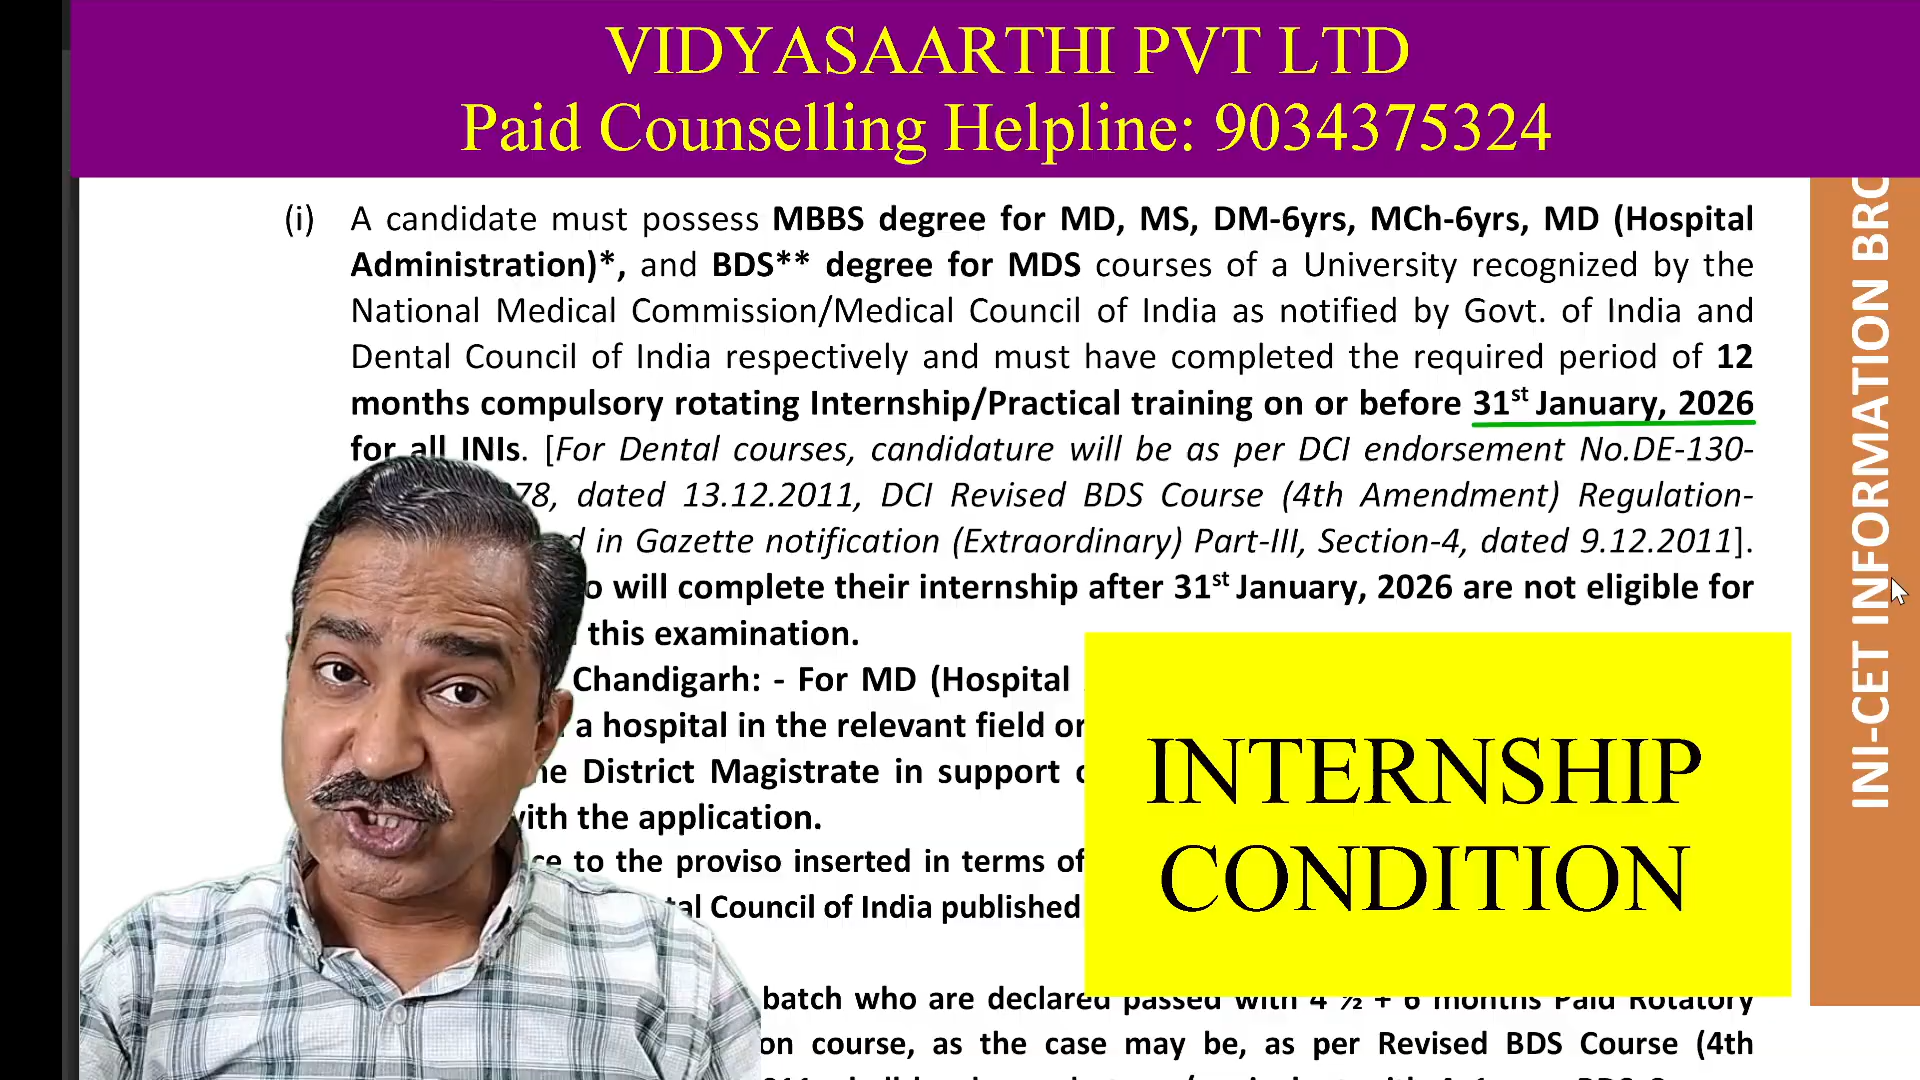 VIDYASAARTHI PVT LTD
Paid Counselling Helpline: 9034375324
(i) A candidate must possess MBBS degree for MD, MS, DM-6yrs, MCh-6yrs, MD (Hospital
Administration)*, and BDS** degree for MDS courses of a University recognized by the
National Medical Commission/Medical Council of India as notified by Govt. of India and
Dental Council of India respectively and must have completed the required period of 12
months compulsory rotating Internship/Practical training on or before 31st January, 2026
for all INIs. [For Dental courses, candidature will be as per DCI endorsement No.DE-130-
78, dated 13.12.2011, DCI Revised BDS Course (4th Amendment) Regulation-
in Gazette notification (Extraordinary) Part-III, Section-4, dated 9.12.2011].
will complete their internship after 31st January, 2026 are not eligible for
this examination.
Chandigarh: - For MD (Hospital
a hospital in the relevant field or
District Magistrate in support
with the application.
to the proviso inserted in terms of
Council of India published
batch who are declared passed with 4 ½ + 6 months Paid Rotatory
on course, as the case may be, as per Revised BDS Course (4th
INTERNSHIP
CONDITION
INI-CET INFORMATION